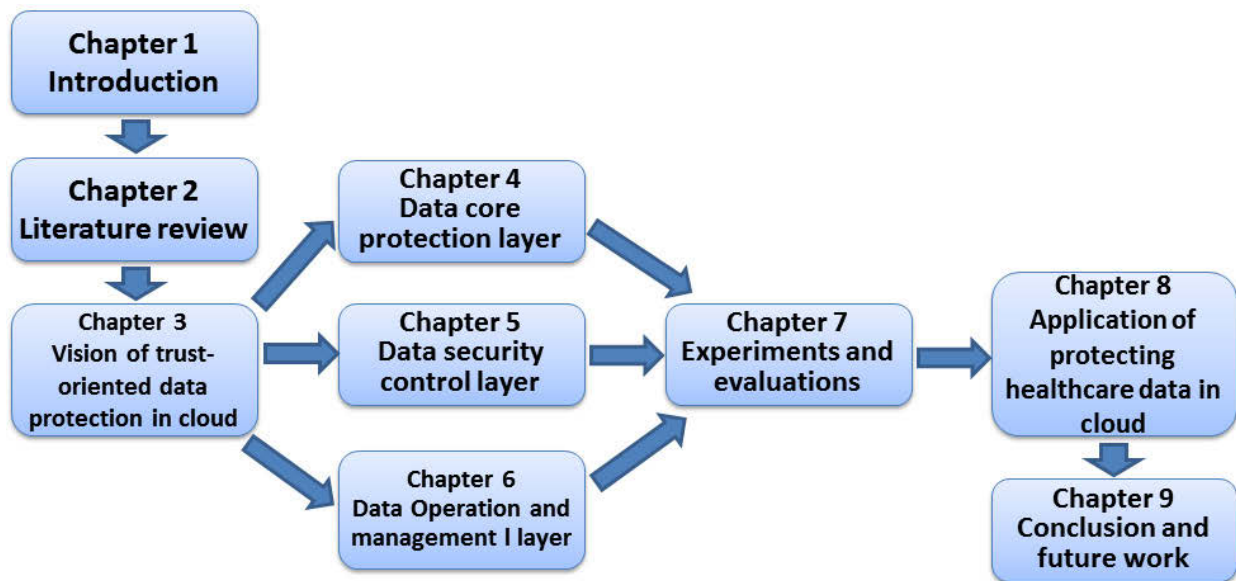 Chapter 1
Introduction
Chapter 2
Literature review
Chapter 3
Vision of trust-
oriented data
protection in cloud
Chapter 4
Data core
protection layer
Chapter 5
Data security
control layer
Chapter 6
Data Operation and
management l layer
Chapter 7
Experiments and
evaluations
Chapter 8
Application of
protecting
healthcare data in
cloud
Chapter 9
Conclusion and
future work